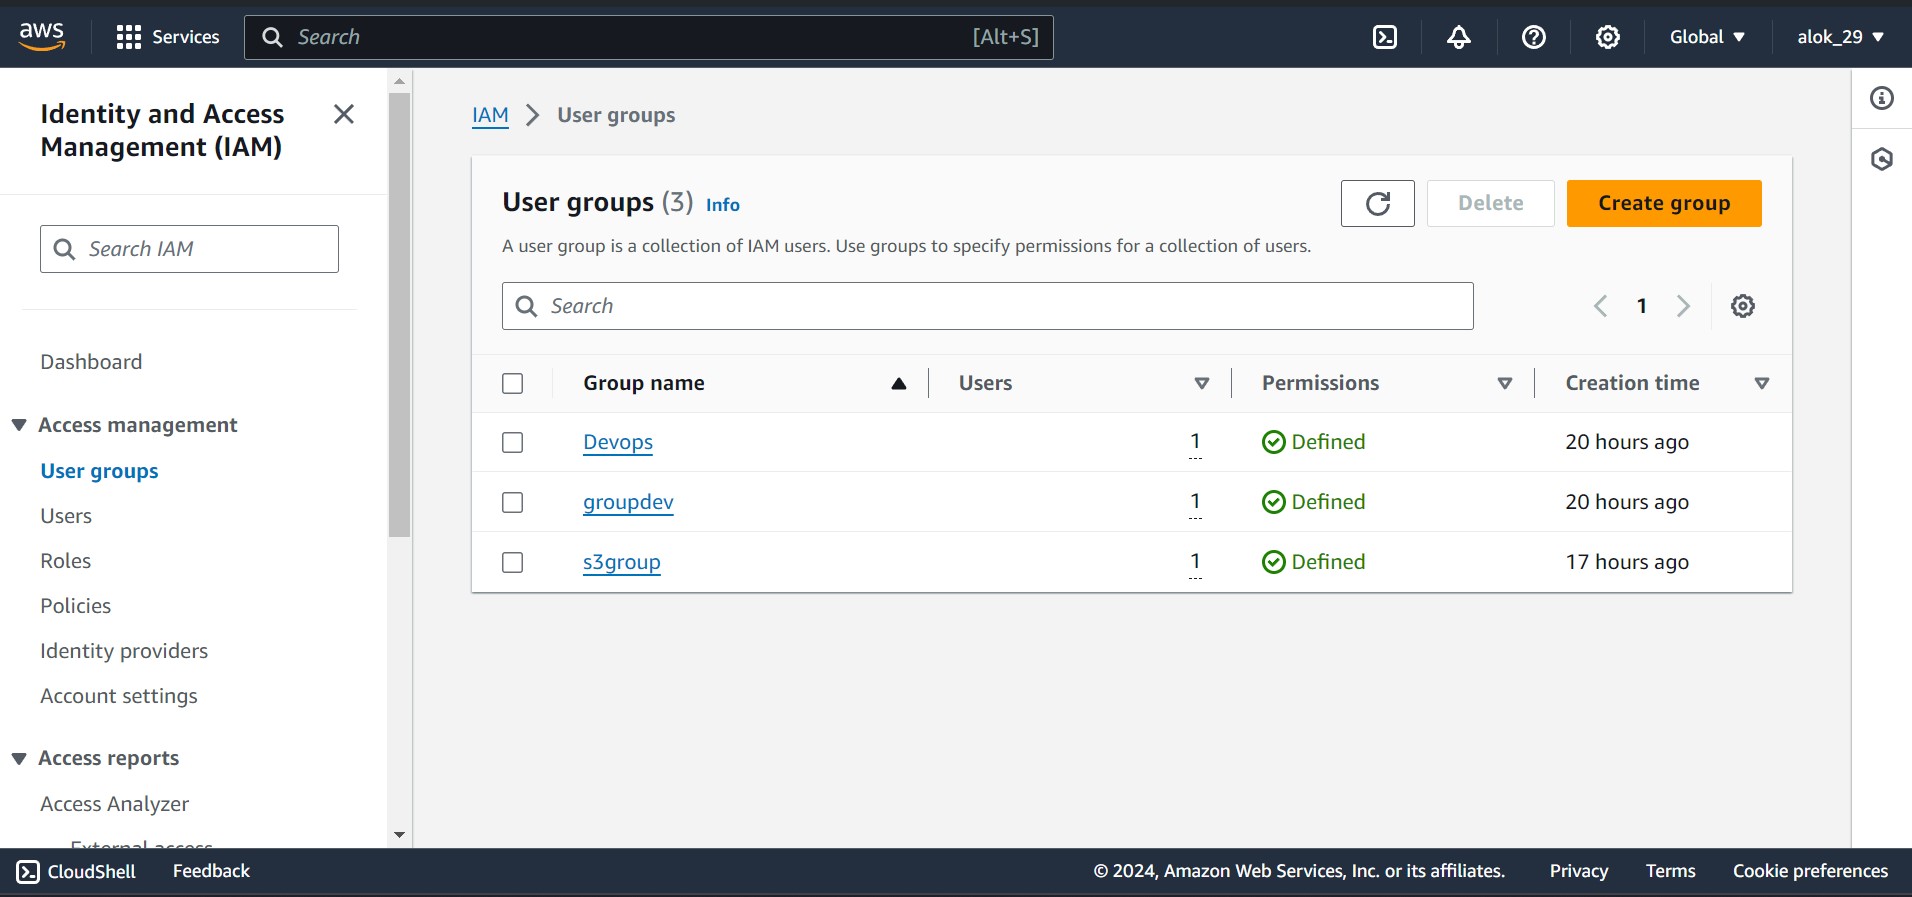 aws Services Search [Alt+S] Global alok_29
Identity and Access
Management (IAM)
Search IAM
Dashboard
Access management
User groups
Users
Roles
Policies
Identity providers
Account settings
Access reports
Access Analyzer
External access
IAM User groups
User groups (3) Info Delete Create group
A user group is a collection of IAM users. Use groups to specify permissions for a collection of users.
Search 1
Group name Users Permissions Creation time
Devops 1 Defined 20 hours ago
groupdev 1 Defined 20 hours ago
s3group 1 Defined 17 hours ago
CloudShell Feedback © 2024, Amazon Web Services, Inc. or its affiliates. Privacy Terms Cookie preferences